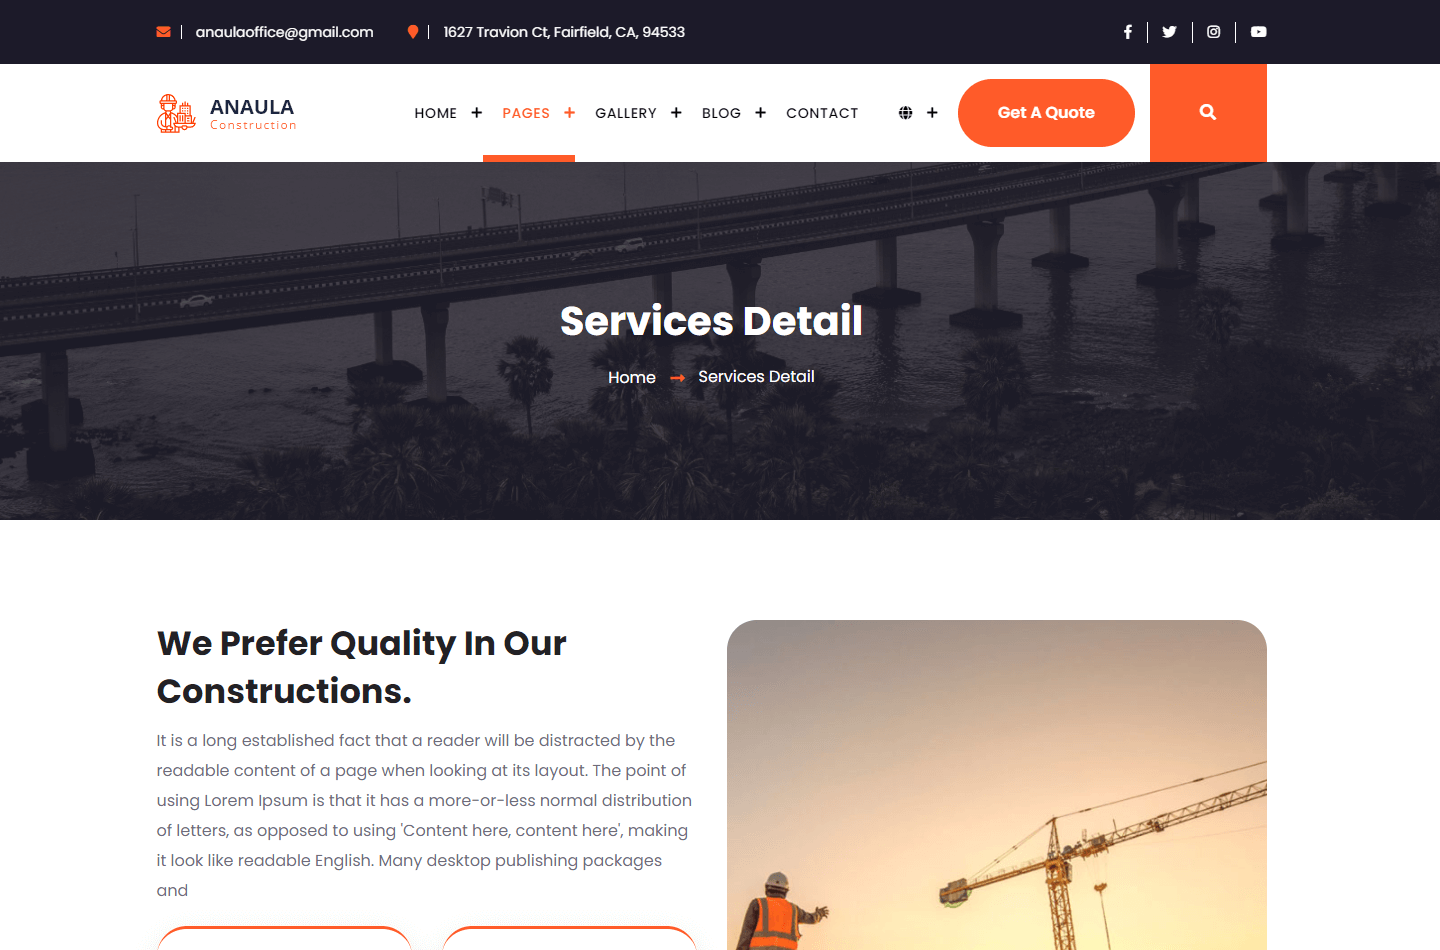 anaulaoffice@gmail.com
1627 Travion Ct, Fairfield, CA, 94533
ANAULA
Construction
HOME
PAGES
GALLERY
BLOG
CONTACT
Get A Quote
Services Detail
Home
Services Detail
We Prefer Quality In Our
Constructions.
It is a long established fact that a reader will be distracted by the
readable content of a page when looking at its layout. The point of
using Lorem Ipsum is that it has a more-or-less normal distribution
of letters, as opposed to using 'Content here, content here', making
it look like readable English. Many desktop publishing packages
and